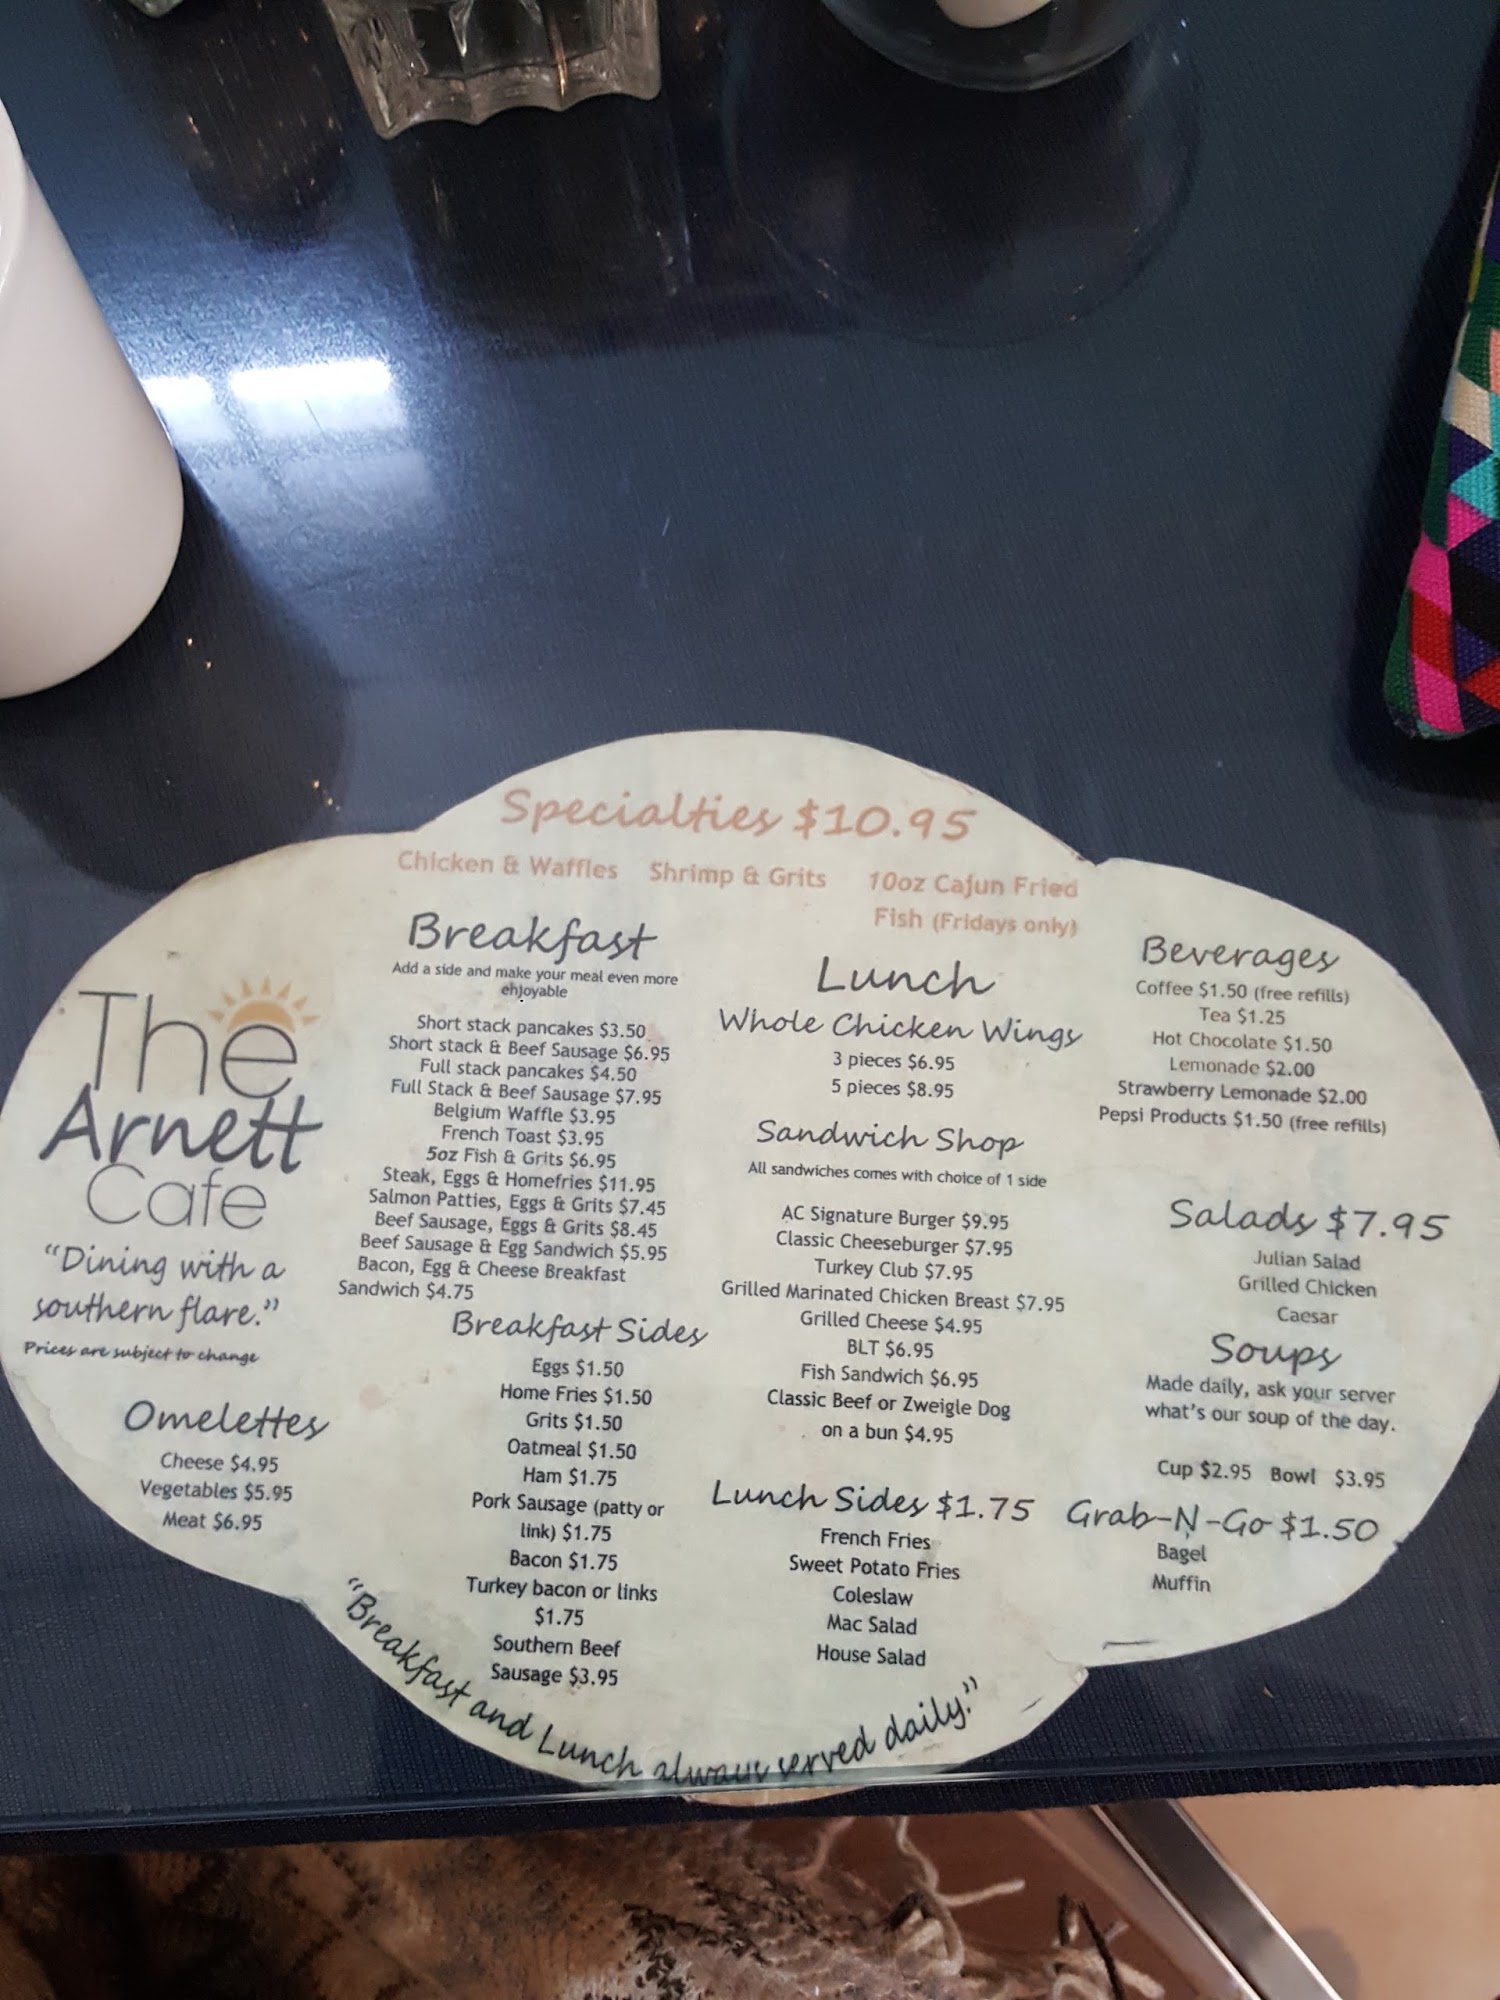 Specialties $10.95
Chicken & Waffles Shrimp & Grits 10oz Cajun Fried
Fish (Fridays only)
The
Arnett
Cafe
"Dining with a
southern flare."
Prices are subject to change
Omelettes
Cheese $4.95
Vegetables $5.95
Meat $6.95
Breakfast
Add a side and make your meal even more
enjoyable
Short stack pancakes $3.50
Short stack & Beef Sausage $6.95
Full stack pancakes $4.50
Full Stack & Beef Sausage $7.95
Belgium Waffle $3.95
French Toast $3.95
5oz Fish & Grits $6.95
Steak, Eggs & Homefries $11.95
Salmon Patties, Eggs & Grits $7.45
Beef Sausage, Eggs & Grits $8.45
Beef Sausage & Egg Sandwich $5.95
Bacon, Egg & Cheese Breakfast
Sandwich $4.75
Breakfast Sides
Eggs $1.50
Home Fries $1.50
Grits $1.50
Oatmeal $1.50
Ham $1.75
Pork Sausage (patty or
link) $1.75
Bacon $1.75
Turkey bacon or links
$1.75
Southern Beef
Sausage $3.95
Lunch
Whole Chicken Wings
3 pieces $6.95
5 pieces $8.95
Sandwich Shop
All sandwiches comes with choice of 1 side
AC Signature Burger $9.95
Classic Cheeseburger $7.95
Turkey Club $7.95
Grilled Marinated Chicken Breast $7.95
Grilled Cheese $4.95
BLT $6.95
Fish Sandwich $6.95
Classic Beef or Zweigle Dog
on a bun $4.95
Lunch Sides $1.75
French Fries
Sweet Potato Fries
Coleslaw
Mac Salad
House Salad
Beverages
Coffee $1.50 (free refills)
Tea $1.25
Hot Chocolate $1.50
Lemonade $2.00
Strawberry Lemonade $2.00
Pepsi Products $1.50 (free refills)
Salads $7.95
Julian Salad
Grilled Chicken
Caesar
Soups
Made daily, ask your server
what's our soup of the day.
Cup $2.95 Bowl $3.95
Grab-N-Go $1.50
Bagel
Muffin
"Breakfast and Lunch always served daily."